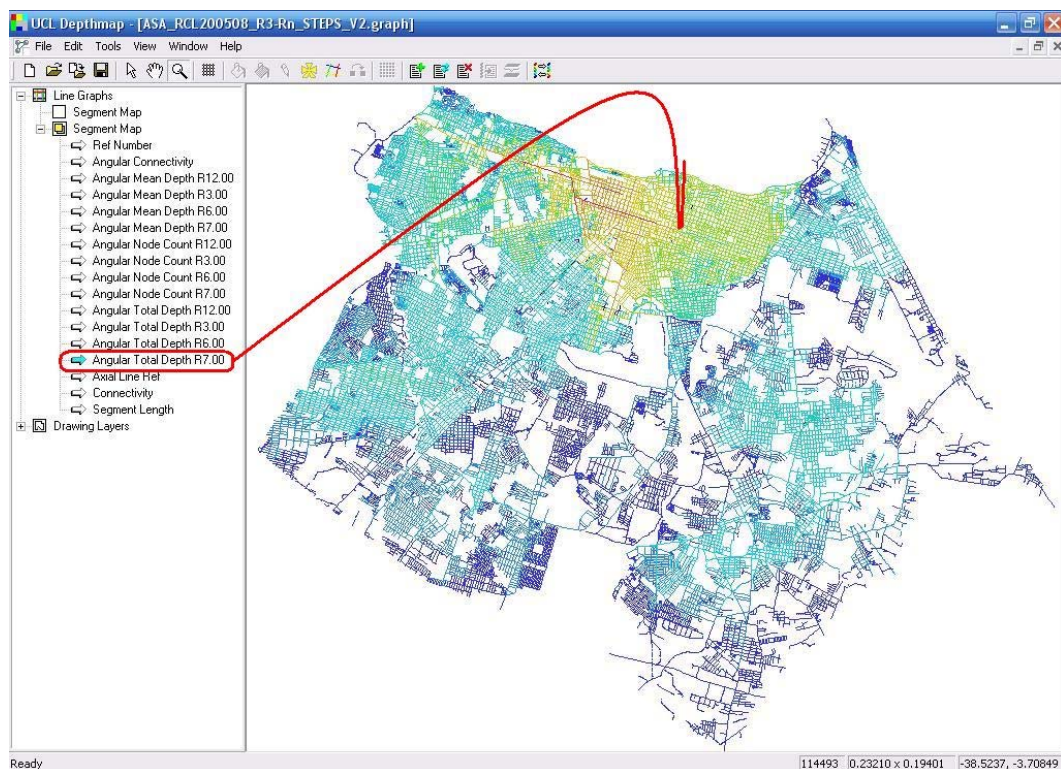 UCL Depthmap - [ASA_RCL200508_R3-Rn_STEPS_V2.graph]
File Edit Tools View Window Help
Line Graphs
Segment Map
Segment Map
Ref Number
Angular Connectivity
Angular Mean Depth R12.00
Angular Mean Depth R3.00
Angular Mean Depth R6.00
Angular Mean Depth R7.00
Angular Node Count R12.00
Angular Node Count R3.00
Angular Node Count R6.00
Angular Node Count R7.00
Angular Total Depth R12.00
Angular Total Depth R3.00
Angular Total Depth R6.00
Angular Total Depth R7.00
Axial Line Ref
Connectivity
Segment Length
Drawing Layers
Ready 114493 0.23210 x 0.19401 -38.5237, -3.70849